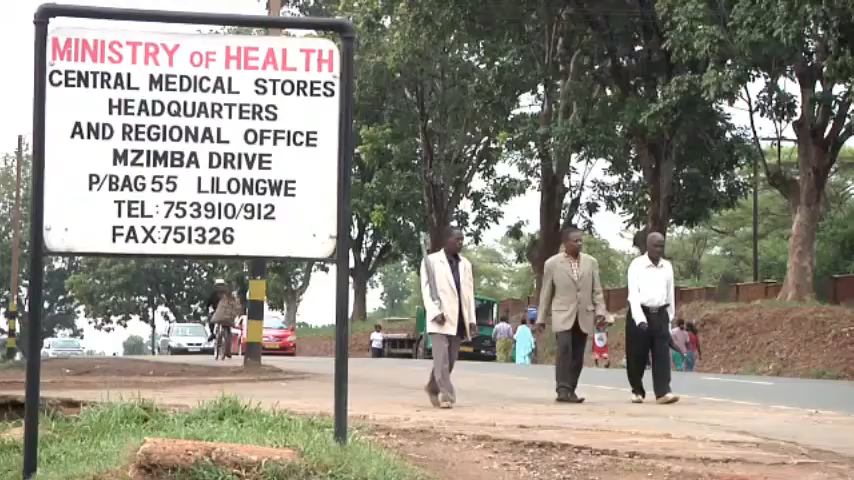 MINISTRY OF HEALTH
CENTRAL MEDICAL STORES
HEADQUARTERS
AND REGIONAL OFFICE
MZIMBA DRIVE
P/BAG 55 LILONGWE
TEL: 753910/912
FAX: 751326